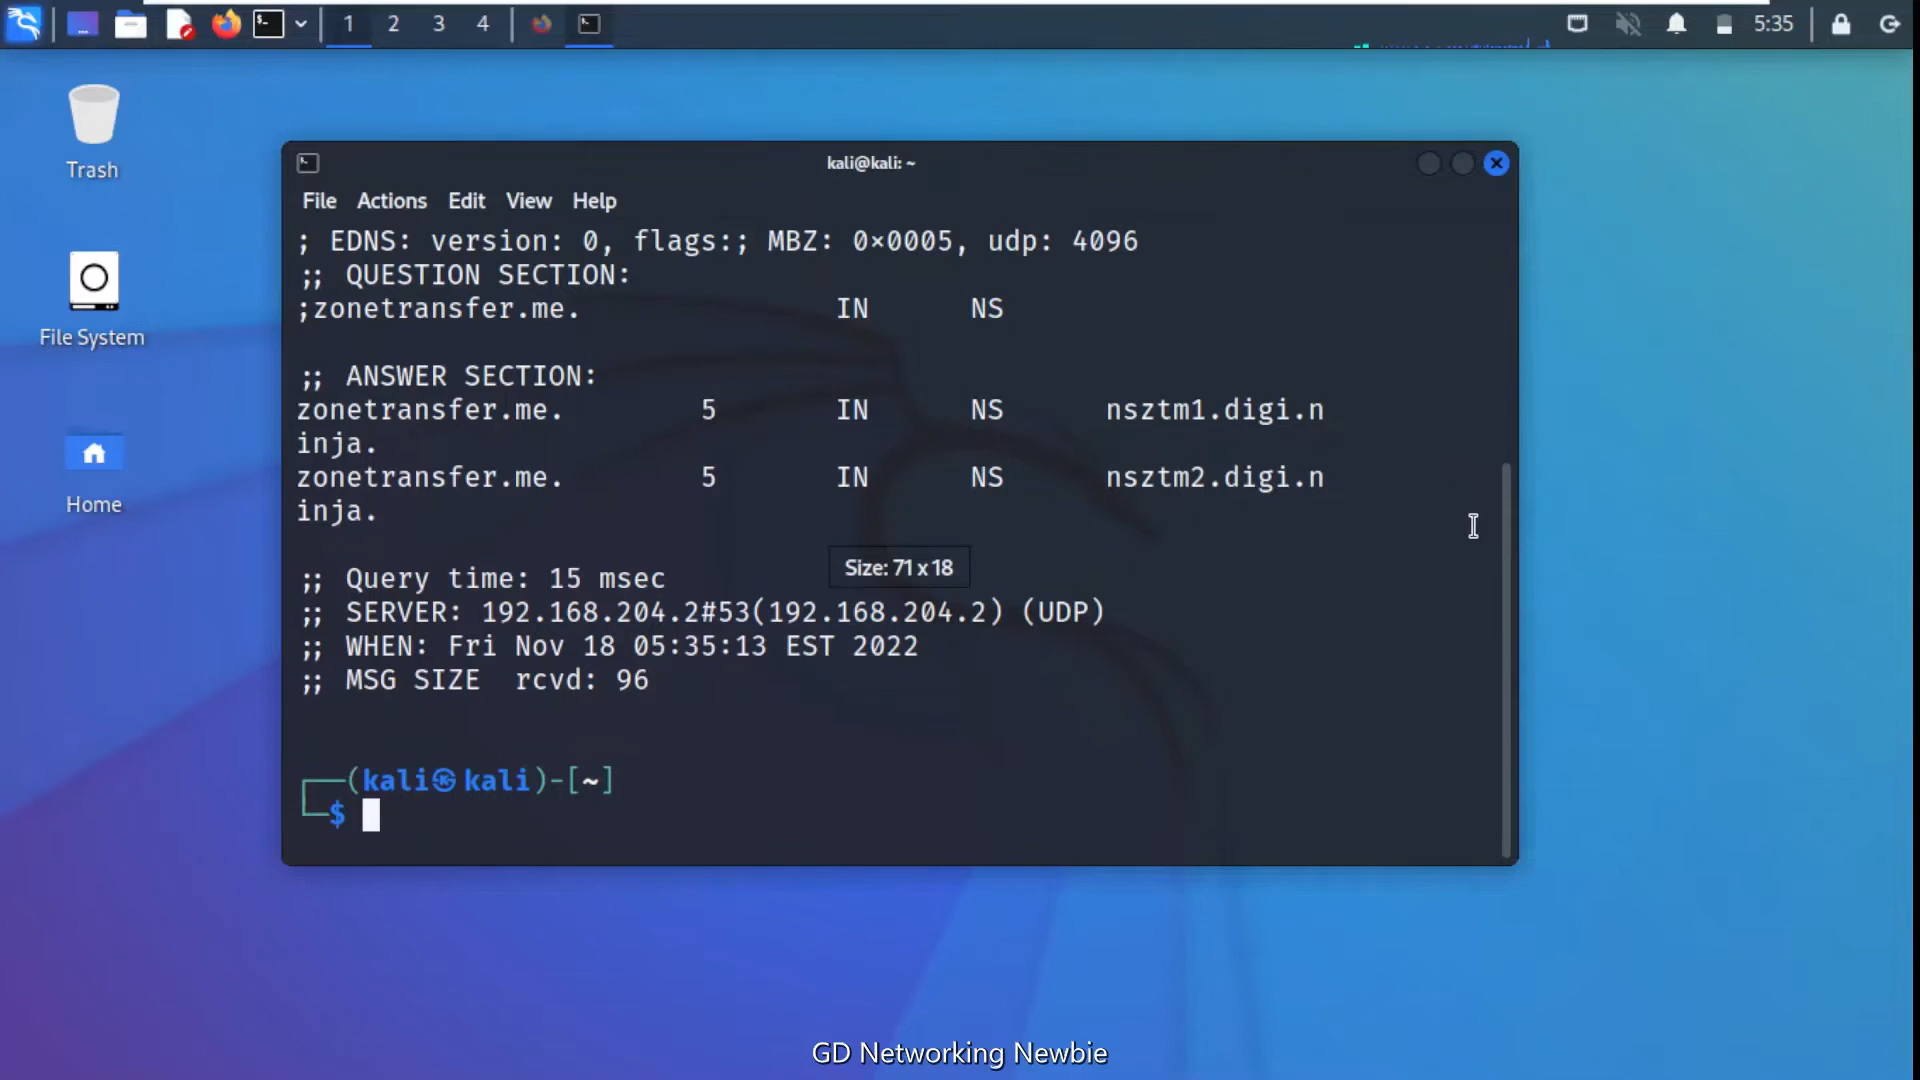 1 2 3 4 5:35
Trash
File System
Home
kali@kali: ~
File Actions Edit View Help
; EDNS: version: 0, flags:; MBZ: 0×0005, udp: 4096
;; QUESTION SECTION:
;zonetransfer.me. IN NS
;; ANSWER SECTION:
zonetransfer.me. 5 IN NS nsztm1.digi.n
inja.
zonetransfer.me. 5 IN NS nsztm2.digi.n
inja.
Size: 71 x 18
;; Query time: 15 msec
;; SERVER: 192.168.204.2#53(192.168.204.2) (UDP)
;; WHEN: Fri Nov 18 05:35:13 EST 2022
;; MSG SIZE rcvd: 96
┌──(kali㉿kali)-[~]
└─$
GD Networking Newbie